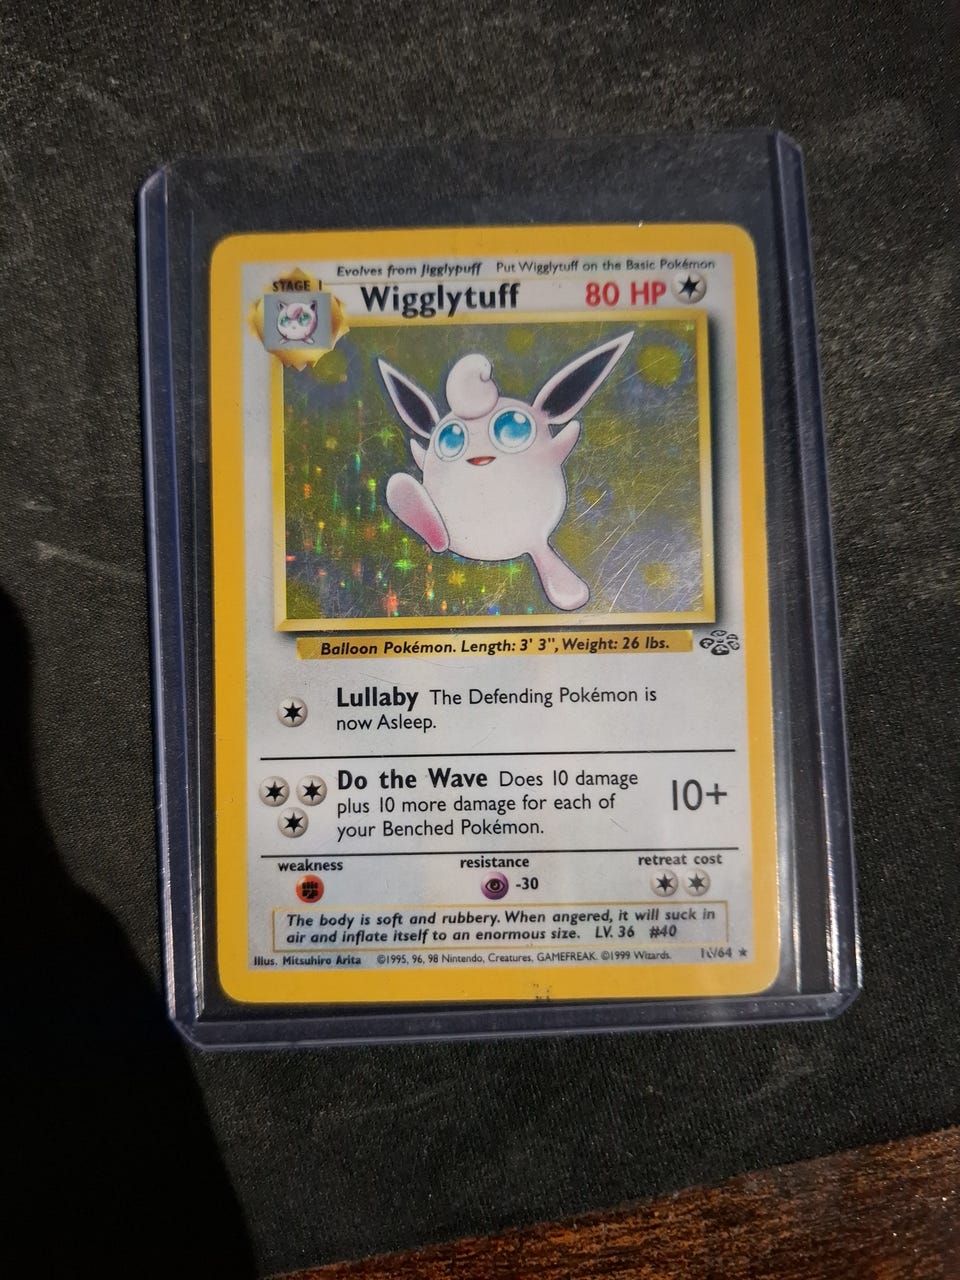 Evolves from Jigglypuff Put Wigglytuff on the Basic Pokémon
STAGE 1
Wigglytuff 80 HP
Balloon Pokémon. Length: 3' 3", Weight: 26 lbs.
Lullaby The Defending Pokémon is
now Asleep.
Do the Wave Does 10 damage
plus 10 more damage for each of
your Benched Pokémon.
10+
weakness resistance retreat cost
-30
The body is soft and rubbery. When angered, it will suck in
air and inflate itself to an enormous size. LV. 36 #40
Illus. Mitsuhiro Arita ©1995, 96, 98 Nintendo, Creatures, GAMEFREAK. ©1999 Wizards.